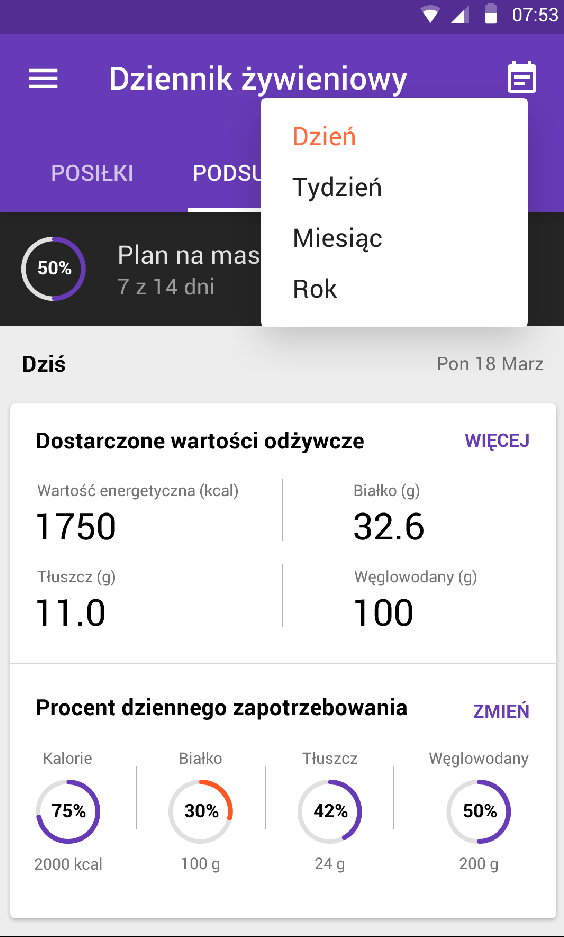 07:53
Dziennik żywieniowy
POSIŁKI PODSU
Dzień
Tydzień
Miesiąc
Rok
50%
Plan na mas
7 z 14 dni
Dziś Pon 18 Marz
Dostarczone wartości odżywcze WIĘCEJ
Wartość energetyczna (kcal) Białko (g)
1750 32.6
Tłuszcz (g) Węglowodany (g)
11.0 100
Procent dziennego zapotrzebowania ZMIEŃ
Kalorie Białko Tłuszcz Węglowodany
75% 30% 42% 50%
2000 kcal 100 g 24 g 200 g